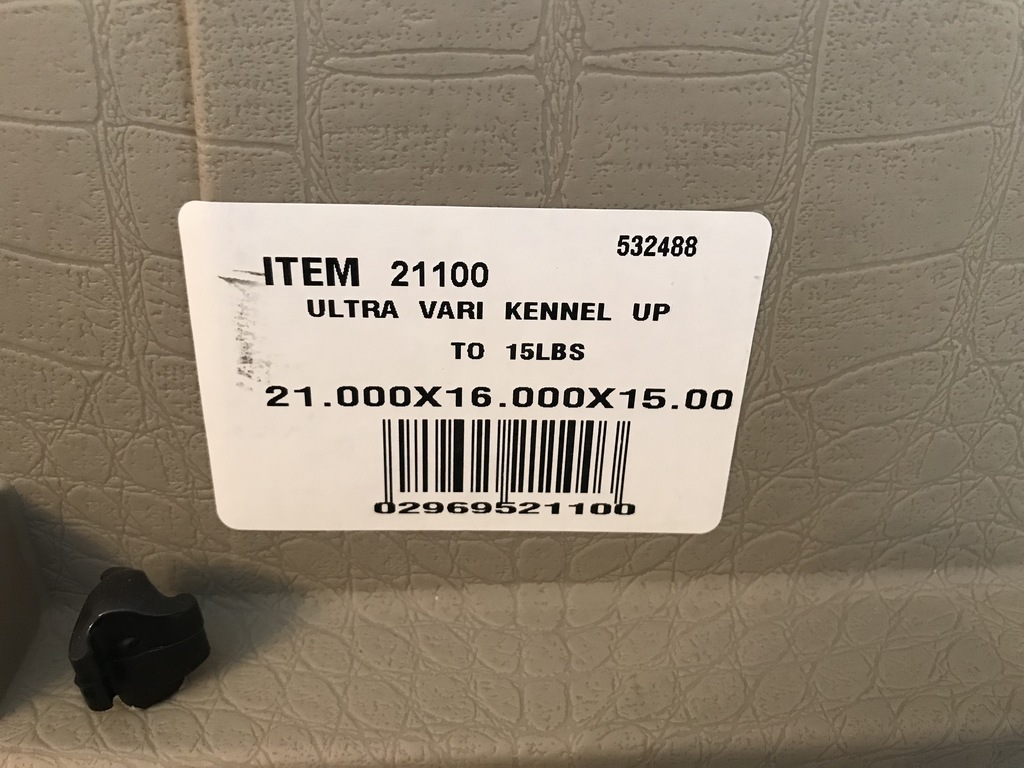 532488
ITEM 21100
ULTRA VARI KENNEL UP
TO 15LBS
21.000X16.000X15.00
02969521100